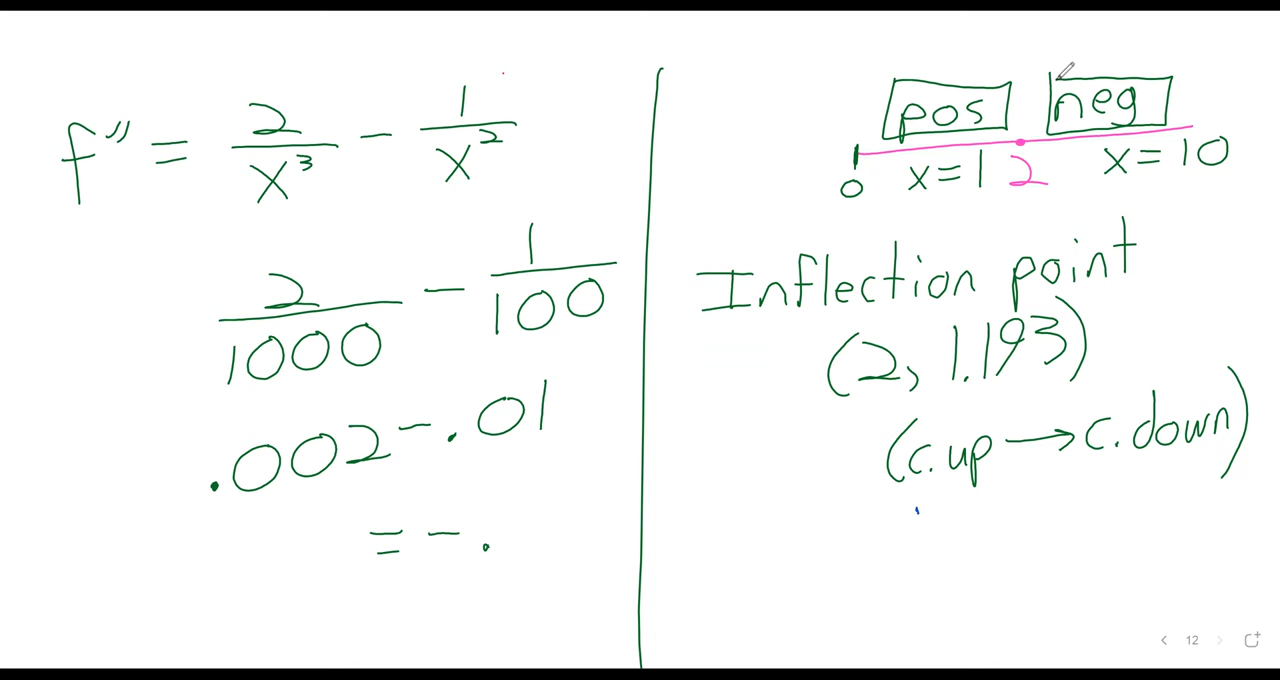 f'' = 2/x³ − 1/x²
2/1000 − 1/100
.002 − .01
= − .
pos neg
0 x=1 2 x=10
Inflection point
(2, 1.193)
(c.up → c.down)
12